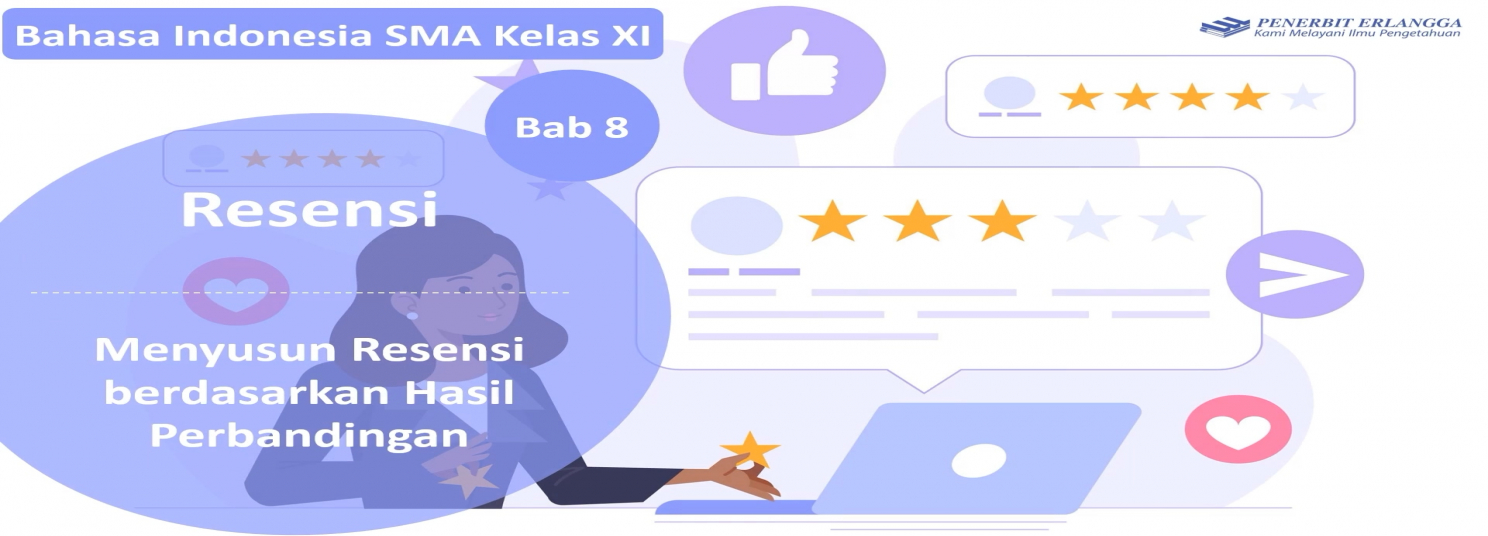 Bahasa Indonesia SMA Kelas XI
PENERBIT ERLANGGA
Kami Melayani Ilmu Pengetahuan
Bab 8
Resensi
Menyusun Resensi
berdasarkan Hasil
Perbandingan